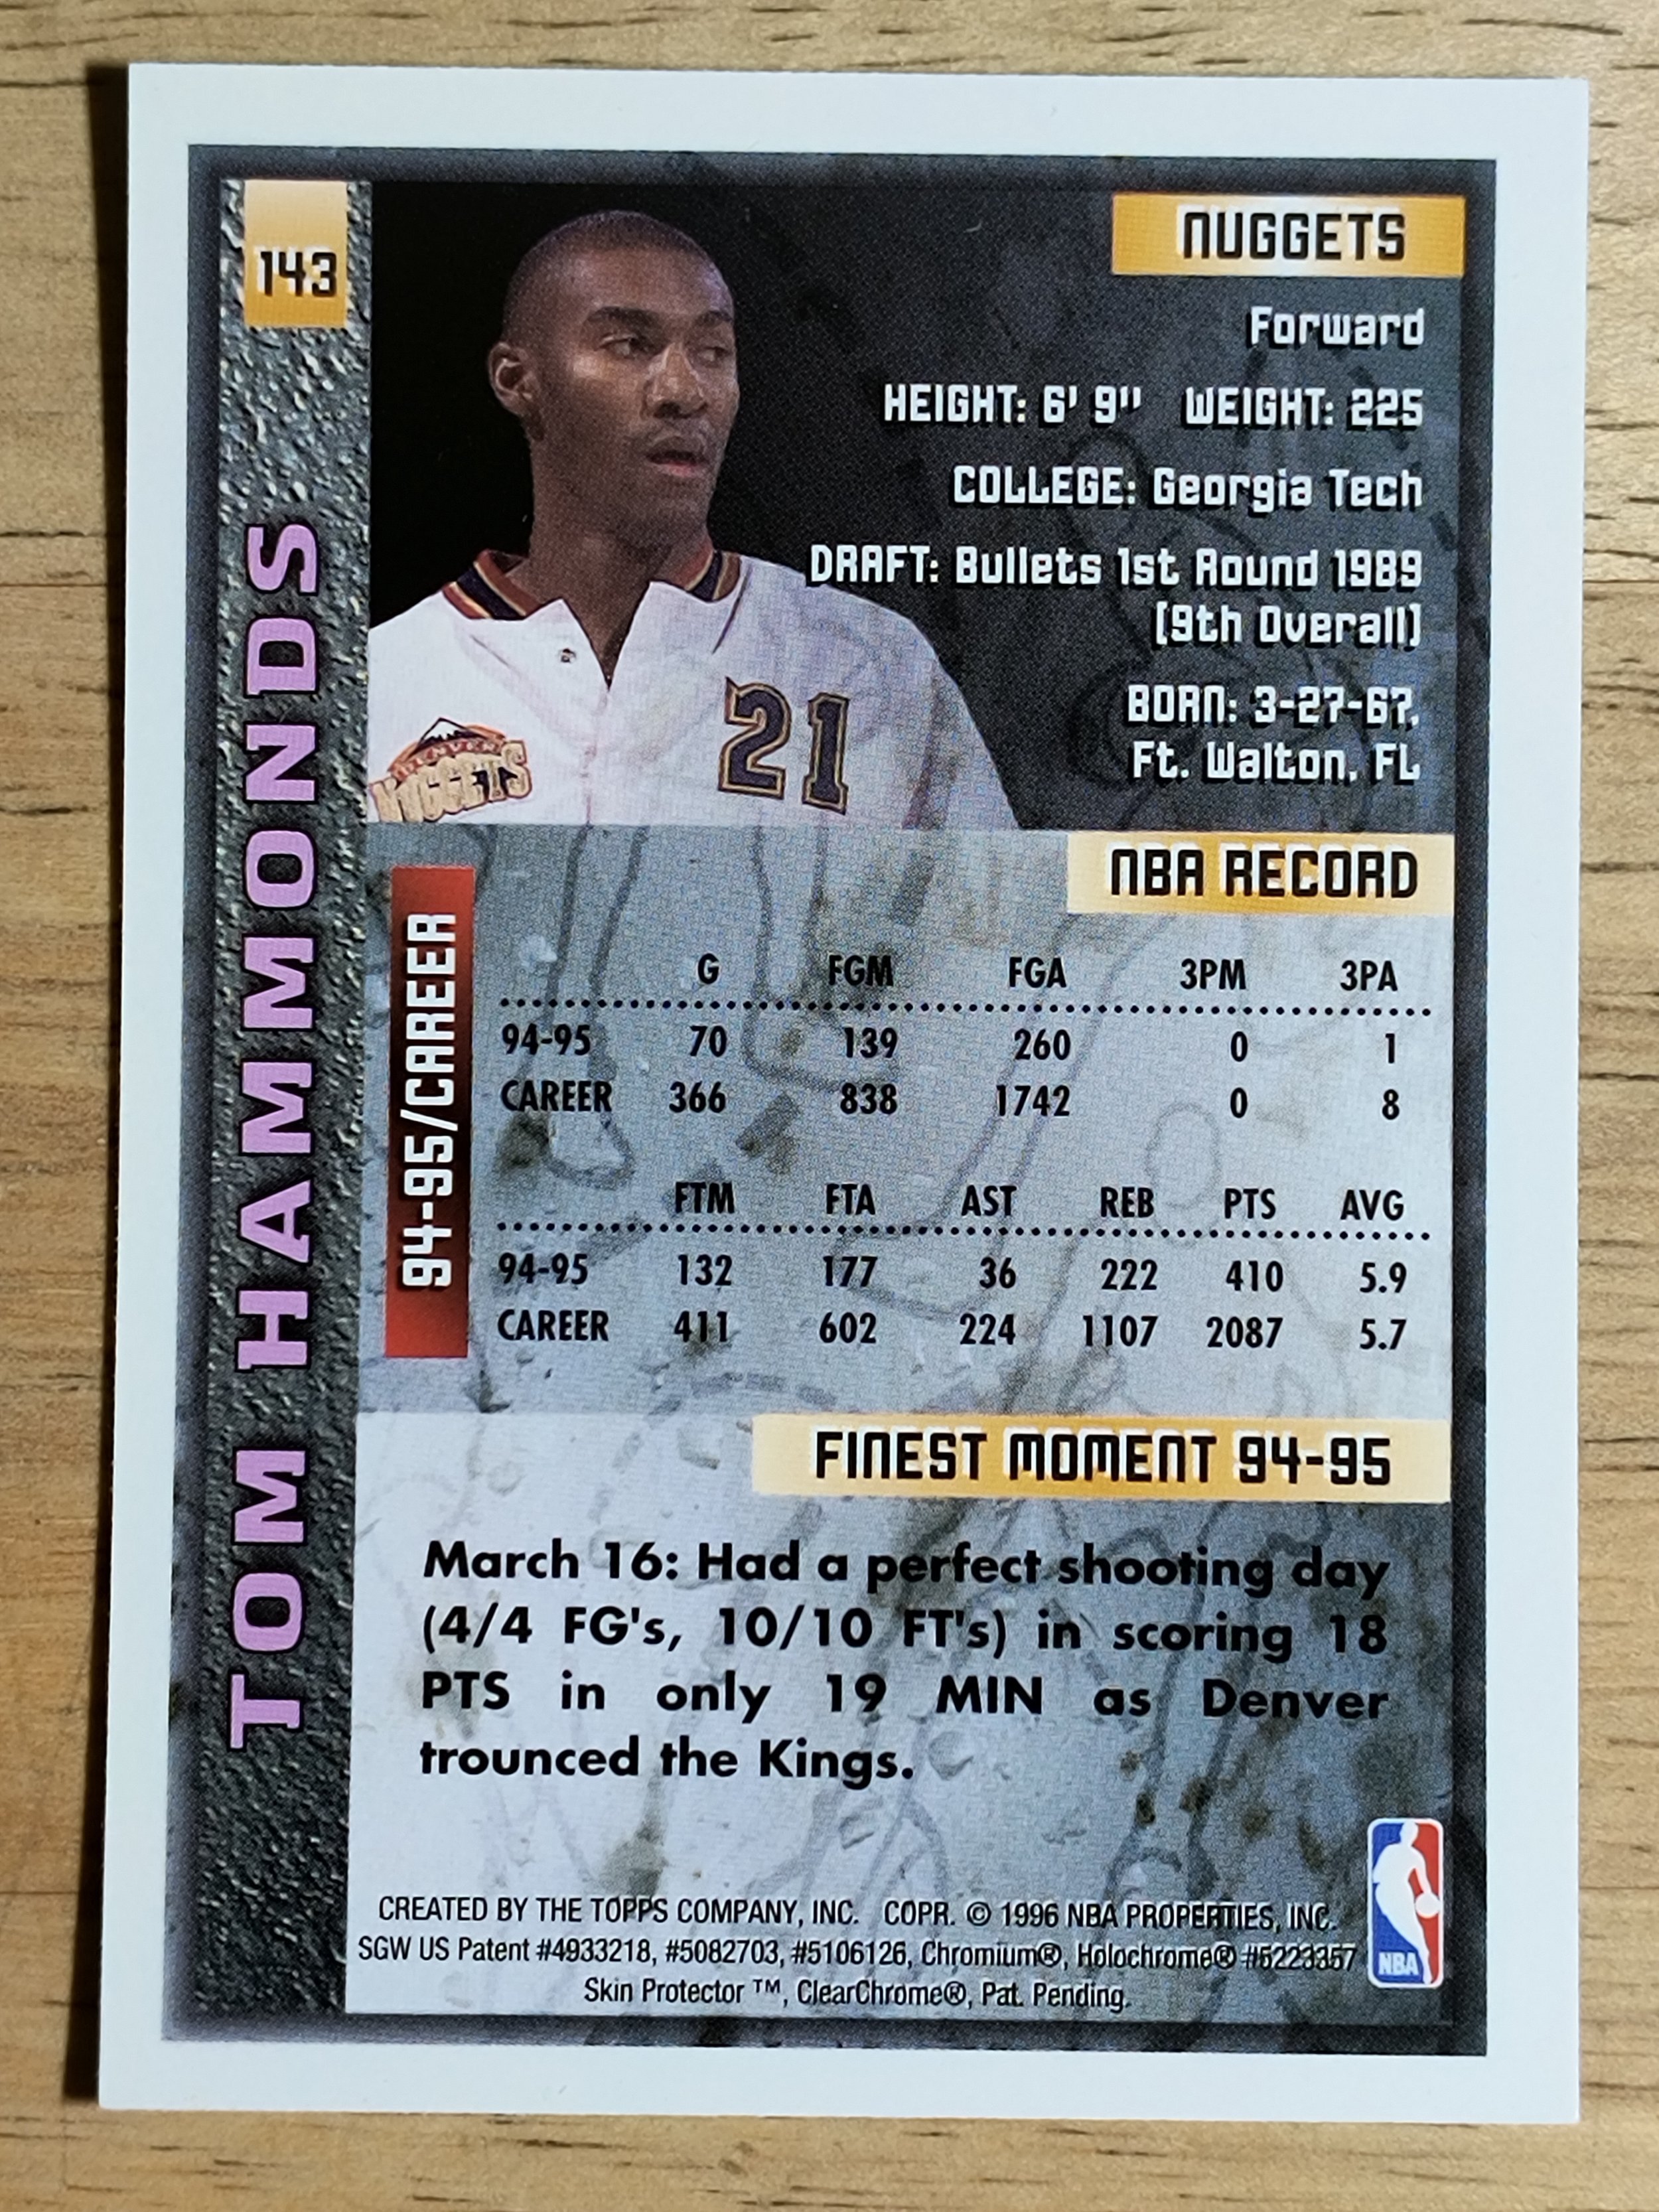 143
TOM HAMMONDS
NUGGETS
Forward
HEIGHT: 6' 9" WEIGHT: 225
COLLEGE: Georgia Tech
DRAFT: Bullets 1st Round 1989
(9th Overall)
BORN: 3-27-67,
Ft. Walton, FL
DENVER
NUGGETS
21
NBA RECORD
94-95/CAREER
G FGM FGA 3PM 3PA
94-95 70 139 260 0 1
CAREER 366 838 1742 0 8
FTM FTA AST REB PTS AVG
94-95 132 177 36 222 410 5.9
CAREER 411 602 224 1107 2087 5.7
FINEST MOMENT 94-95
March 16: Had a perfect shooting day
(4/4 FG's, 10/10 FT's) in scoring 18
PTS in only 19 MIN as Denver
trounced the Kings.
CREATED BY THE TOPPS COMPANY, INC. COPR. © 1996 NBA PROPERTIES, INC.
SGW US Patent #4933218, #5082703, #5106126, Chromium®, Holochrome® #5223357
Skin Protector ™, ClearChrome®, Pat. Pending.
NBA